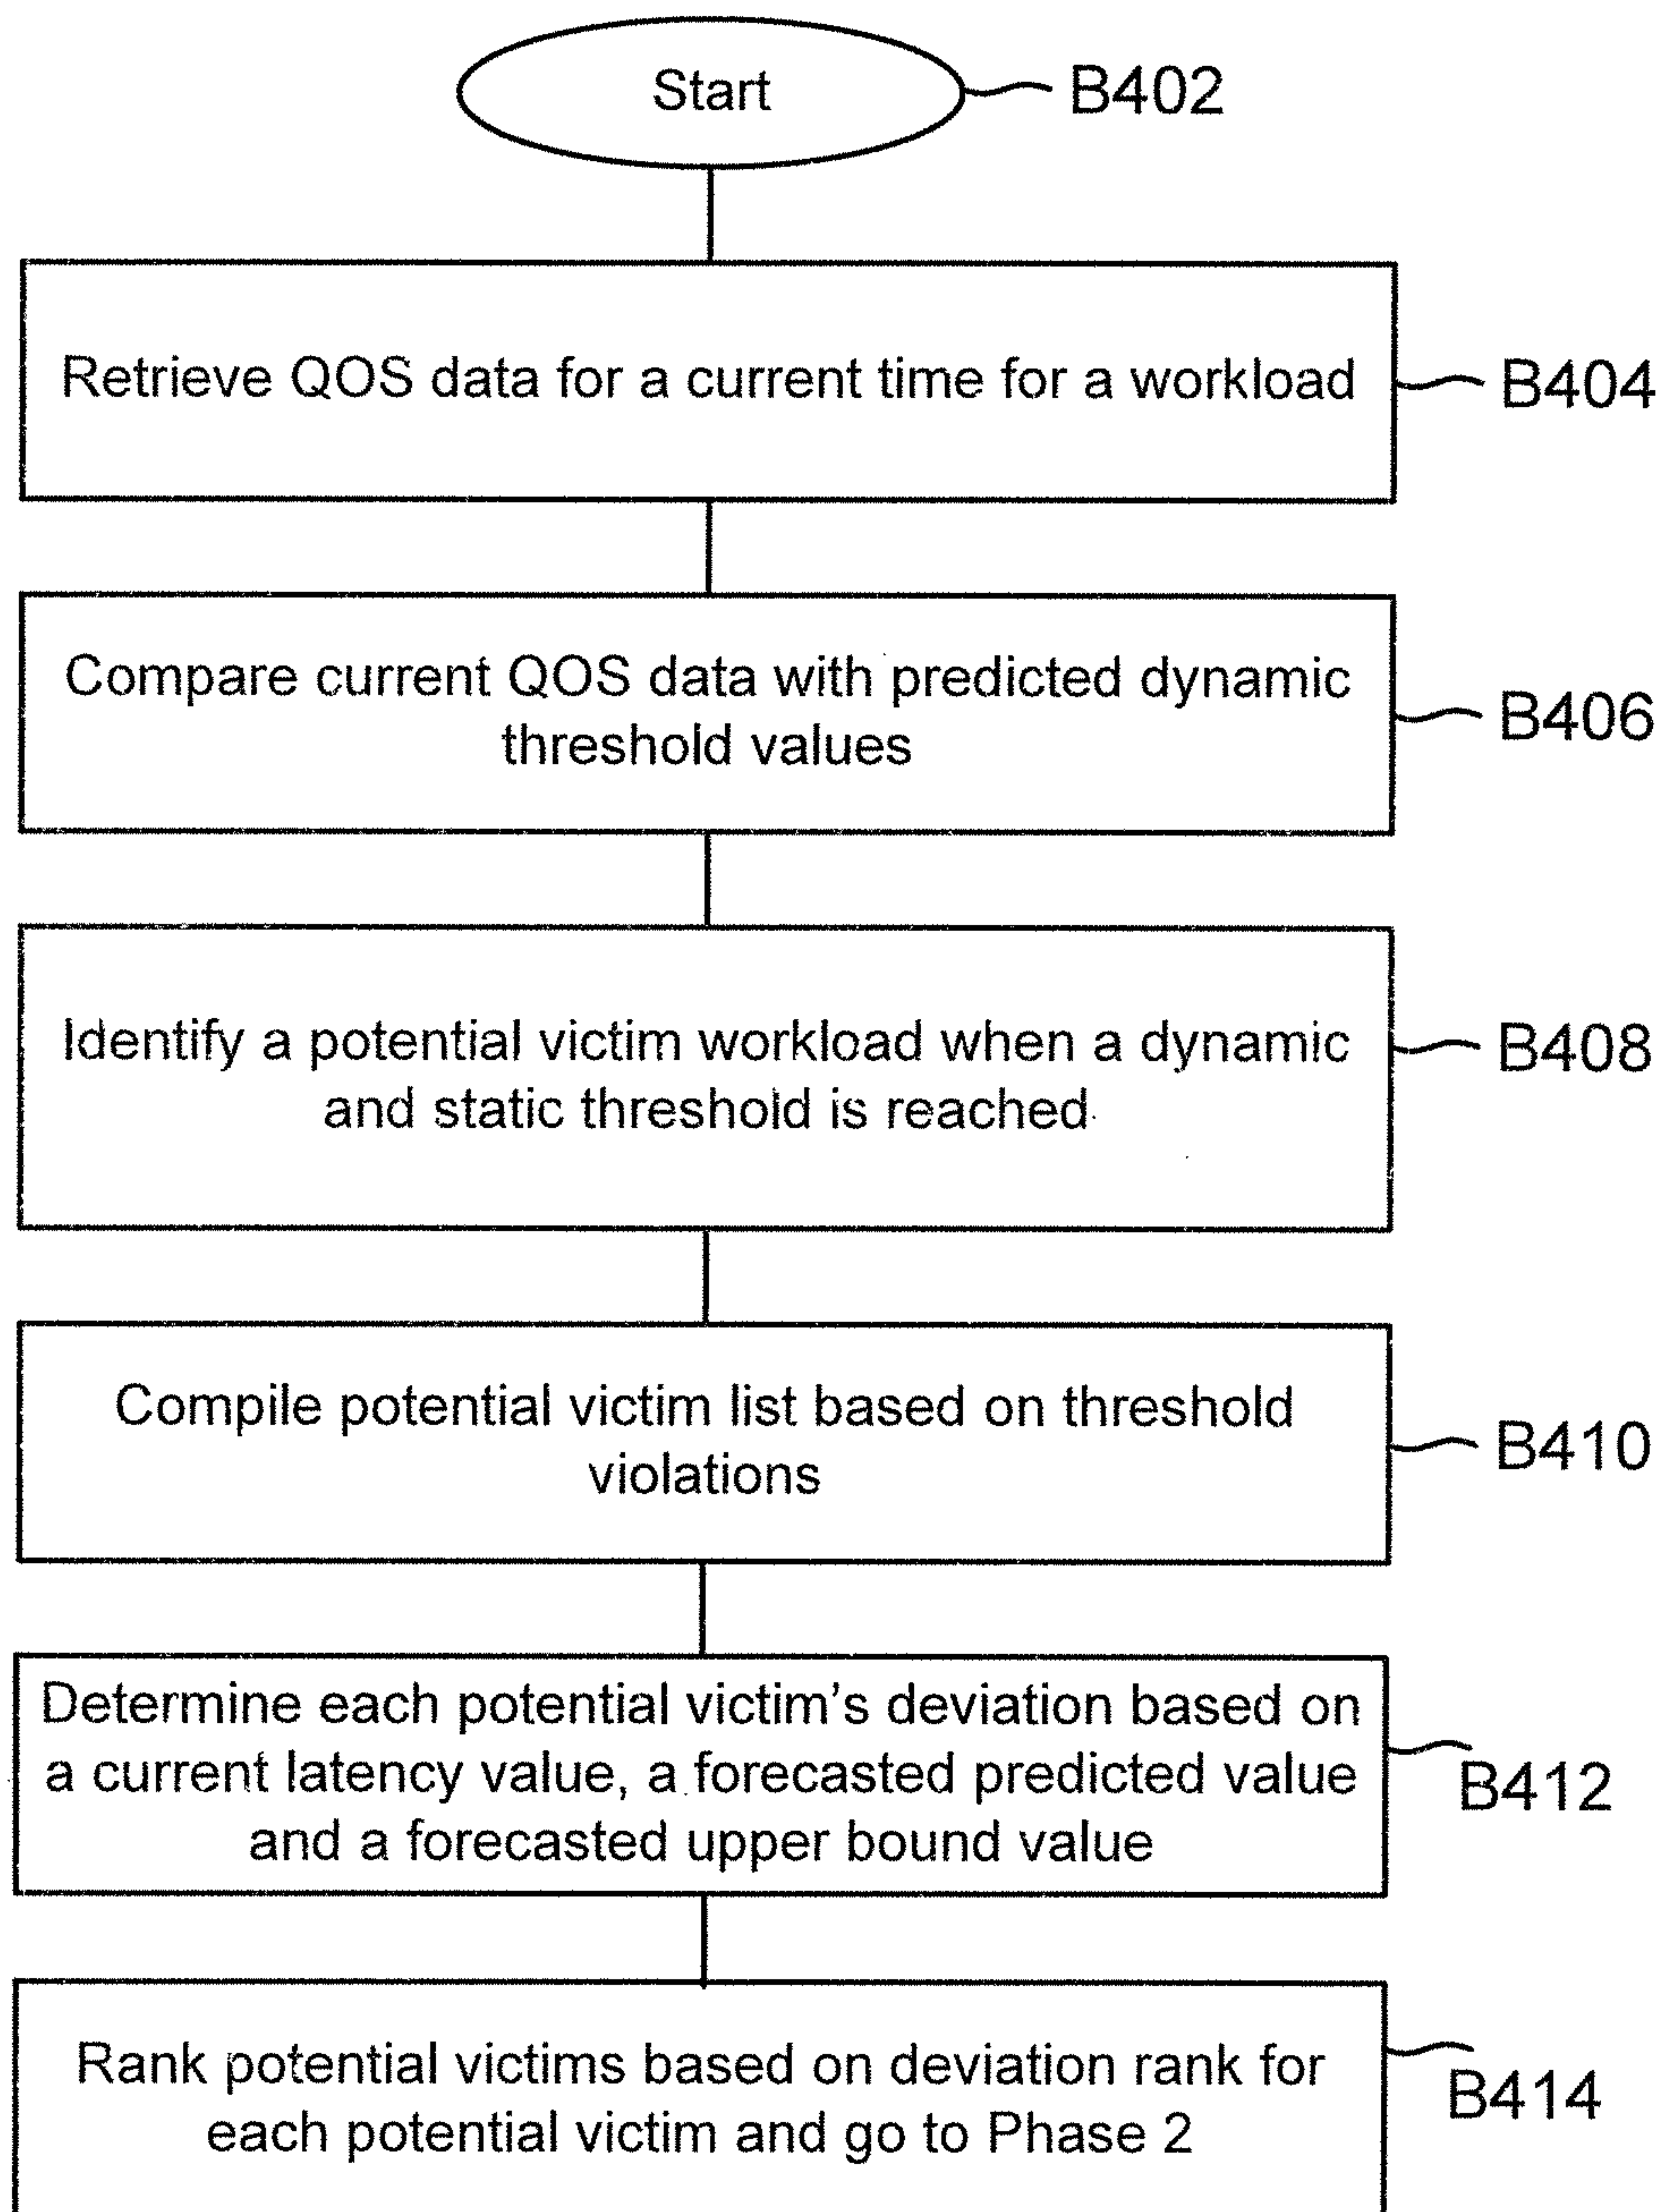 Start
B402
Retrieve QOS data for a current time for a workload
B404
Compare current QOS data with predicted dynamic
threshold values
B406
Identify a potential victim workload when a dynamic
and static threshold is reached
B408
Compile potential victim list based on threshold
violations
B410
Determine each potential victim's deviation based on
a current latency value, a forecasted predicted value
and a forecasted upper bound value
B412
Rank potential victims based on deviation rank for
each potential victim and go to Phase 2
B414